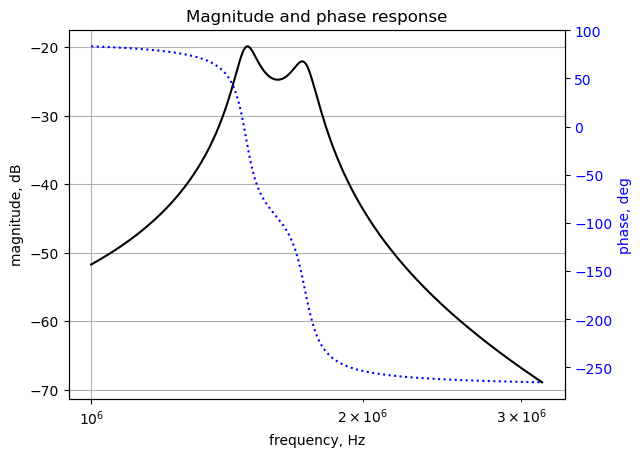 Magnitude and phase response
−20
−30
−40
−50
−60
−70
magnitude, dB
100
50
0
−50
−100
−150
−200
−250
phase, deg
10⁶
2 × 10⁶
3 × 10⁶
frequency, Hz